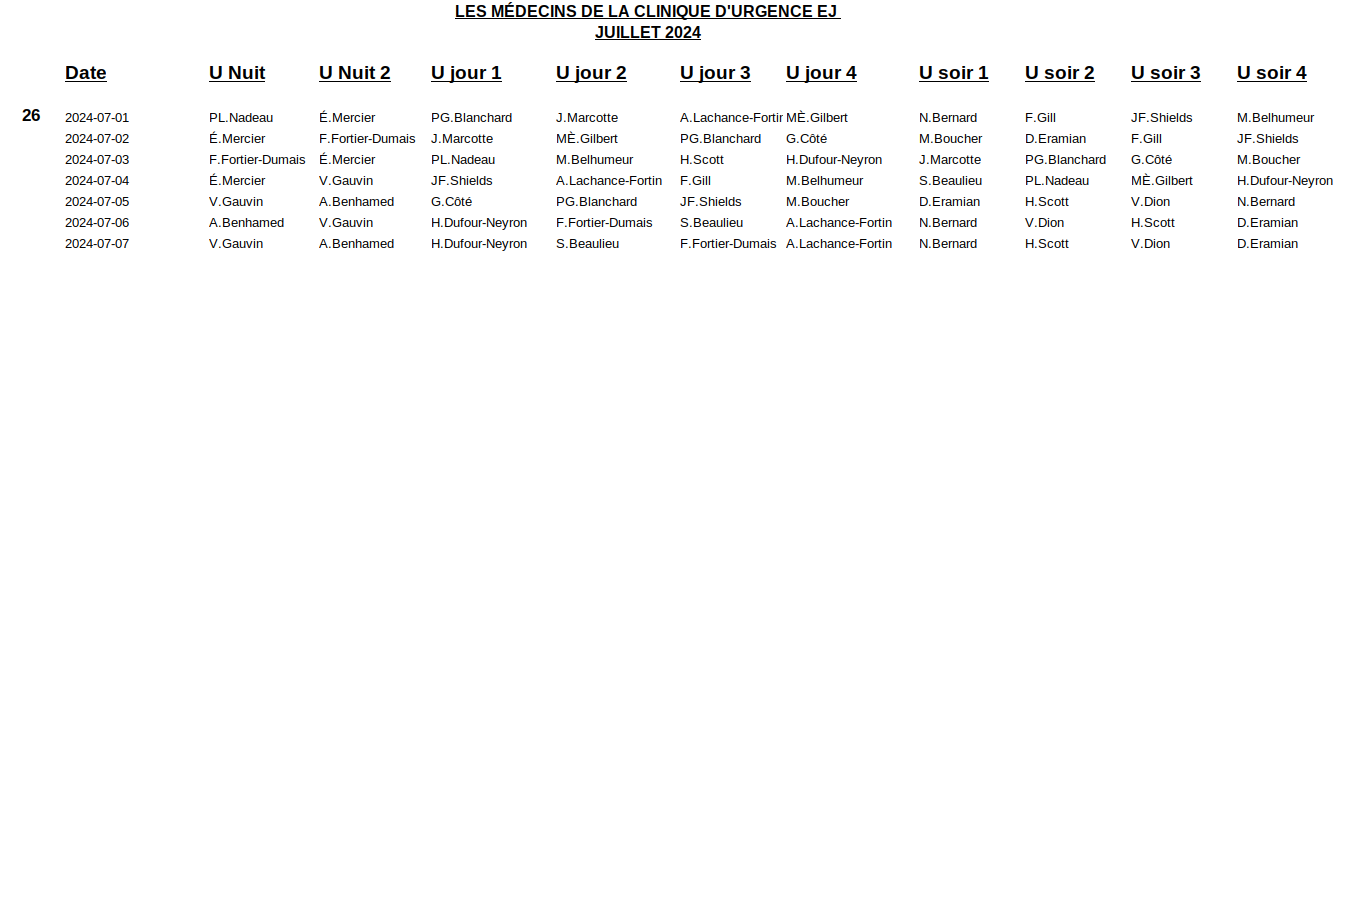 LES MÉDECINS DE LA CLINIQUE D'URGENCE EJ
JUILLET 2024
Date U Nuit U Nuit 2 U jour 1 U jour 2 U jour 3 U jour 4 U soir 1 U soir 2 U soir 3 U soir 4
26 2024-07-01 PL.Nadeau É.Mercier PG.Blanchard J.Marcotte A.Lachance-Fortin MÈ.Gilbert N.Bernard F.Gill JF.Shields M.Belhumeur
2024-07-02 É.Mercier F.Fortier-Dumais J.Marcotte MÈ.Gilbert PG.Blanchard G.Côté M.Boucher D.Eramian F.Gill JF.Shields
2024-07-03 F.Fortier-Dumais É.Mercier PL.Nadeau M.Belhumeur H.Scott H.Dufour-Neyron J.Marcotte PG.Blanchard G.Côté M.Boucher
2024-07-04 É.Mercier V.Gauvin JF.Shields A.Lachance-Fortin F.Gill M.Belhumeur S.Beaulieu PL.Nadeau MÈ.Gilbert H.Dufour-Neyron
2024-07-05 V.Gauvin A.Benhamed G.Côté PG.Blanchard JF.Shields M.Boucher D.Eramian H.Scott V.Dion N.Bernard
2024-07-06 A.Benhamed V.Gauvin H.Dufour-Neyron F.Fortier-Dumais S.Beaulieu A.Lachance-Fortin N.Bernard V.Dion H.Scott D.Eramian
2024-07-07 V.Gauvin A.Benhamed H.Dufour-Neyron S.Beaulieu F.Fortier-Dumais A.Lachance-Fortin N.Bernard H.Scott V.Dion D.Eramian